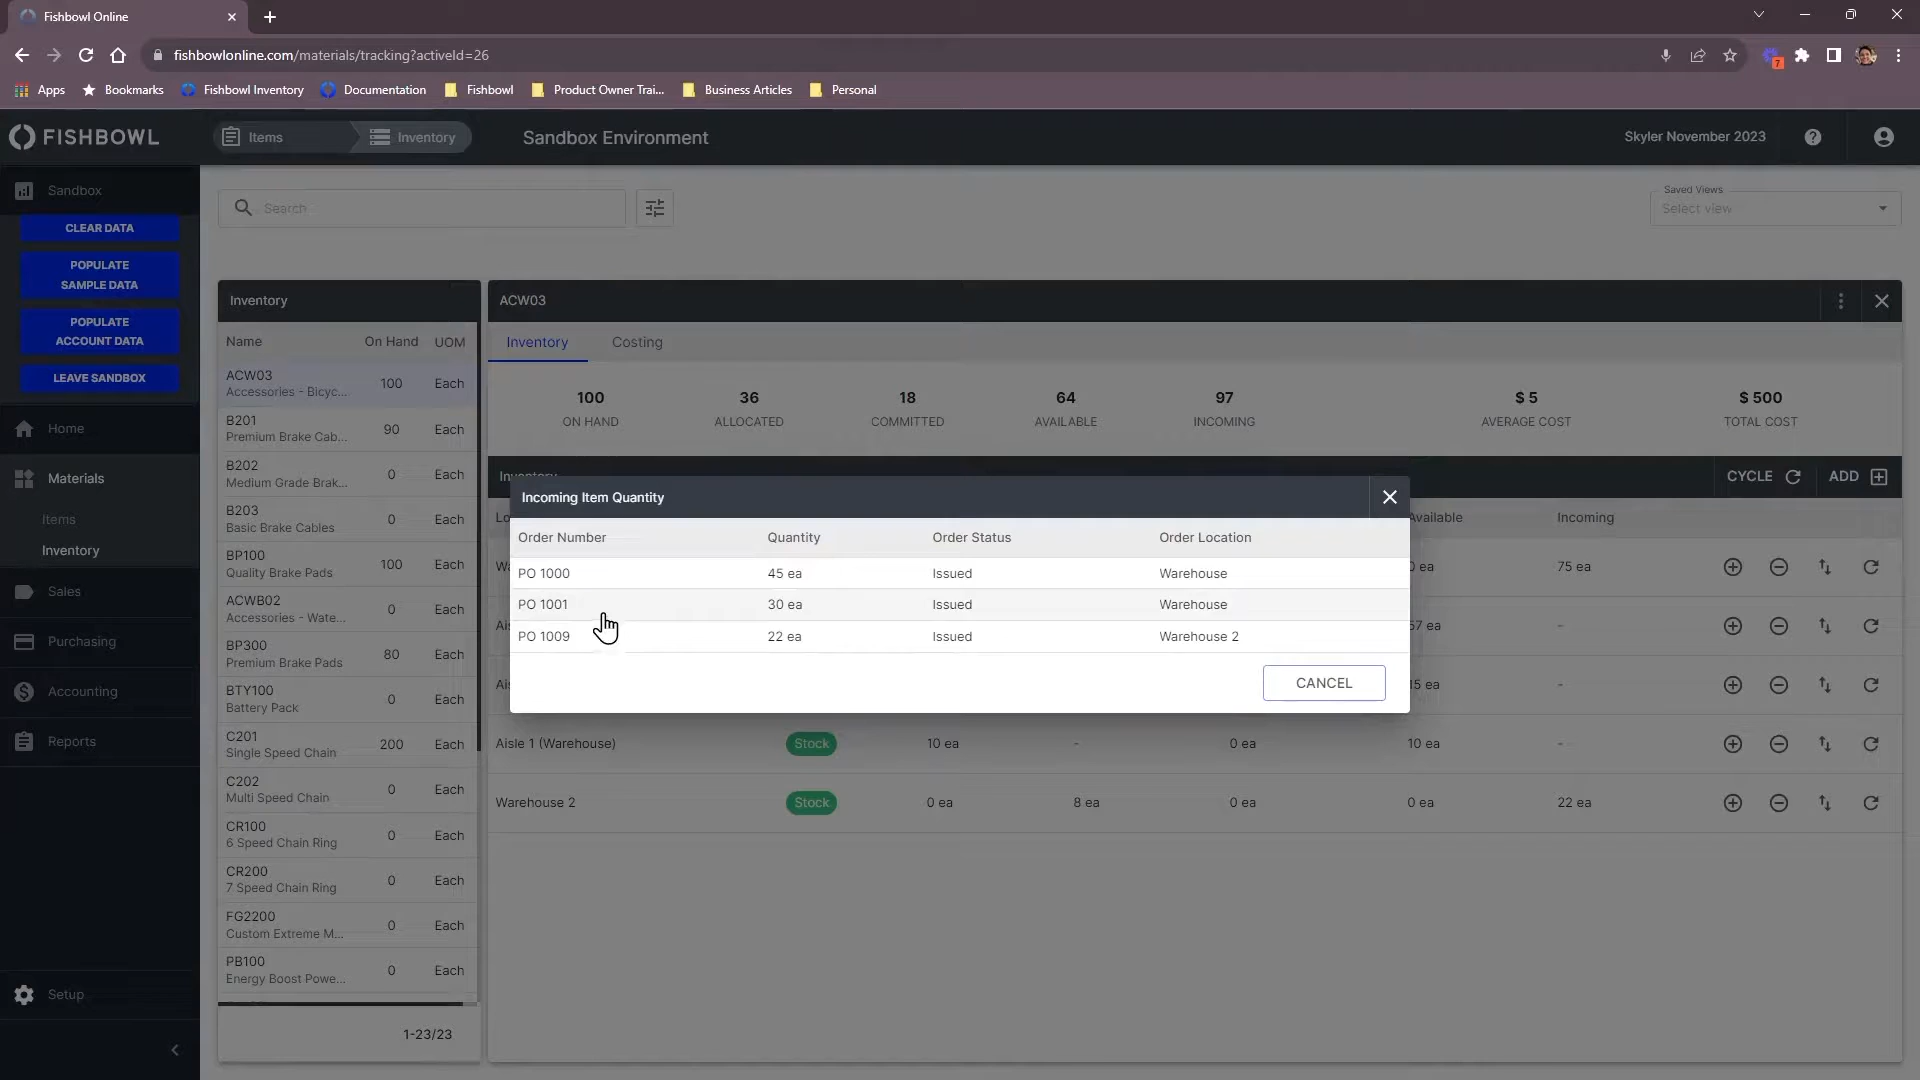 Fishbowl Online
fishbowlonline.com/materials/tracking?activeId=26
7
Apps Bookmarks Fishbowl Inventory Documentation Fishbowl Product Owner Trai... Business Articles Personal
FISHBOWL Items Inventory Sandbox Environment Skyler November 2023
Sandbox
CLEAR DATA
POPULATE
SAMPLE DATA
POPULATE
ACCOUNT DATA
LEAVE SANDBOX
Home
Materials
Items
Inventory
Sales
Purchasing
Accounting
Reports
Setup
Search...
Saved Views
Select view
Inventory
Name On Hand UOM
ACW03
Accessories - Bicyc... 100 Each
B201
Premium Brake Cab... 90 Each
B202
Medium Grade Brak... 0 Each
B203
Basic Brake Cables 0 Each
BP100
Quality Brake Pads 100 Each
ACWB02
Accessories - Wate... 0 Each
BP300
Premium Brake Pads 80 Each
BTY100
Battery Pack 0 Each
C201
Single Speed Chain 200 Each
C202
Multi Speed Chain 0 Each
CR100
6 Speed Chain Ring 0 Each
CR200
7 Speed Chain Ring 0 Each
FG2200
Custom Extreme M... 0 Each
PB100
Energy Boost Powe... 0 Each
1-23/23
ACW03
Inventory Costing
100 36 18 64 97 $ 5 $ 500
ON HAND ALLOCATED COMMITTED AVAILABLE INCOMING AVERAGE COST TOTAL COST
Inventory CYCLE ADD
Available Incoming
75 ea
-
-
Incoming Item Quantity
Order Number Quantity Order Status Order Location
PO 1000 45 ea Issued Warehouse
PO 1001 30 ea Issued Warehouse
PO 1009 22 ea Issued Warehouse 2
CANCEL
Aisle 1 (Warehouse) Stock 10 ea - 0 ea 10 ea -
Warehouse 2 Stock 0 ea 8 ea 0 ea 0 ea 22 ea